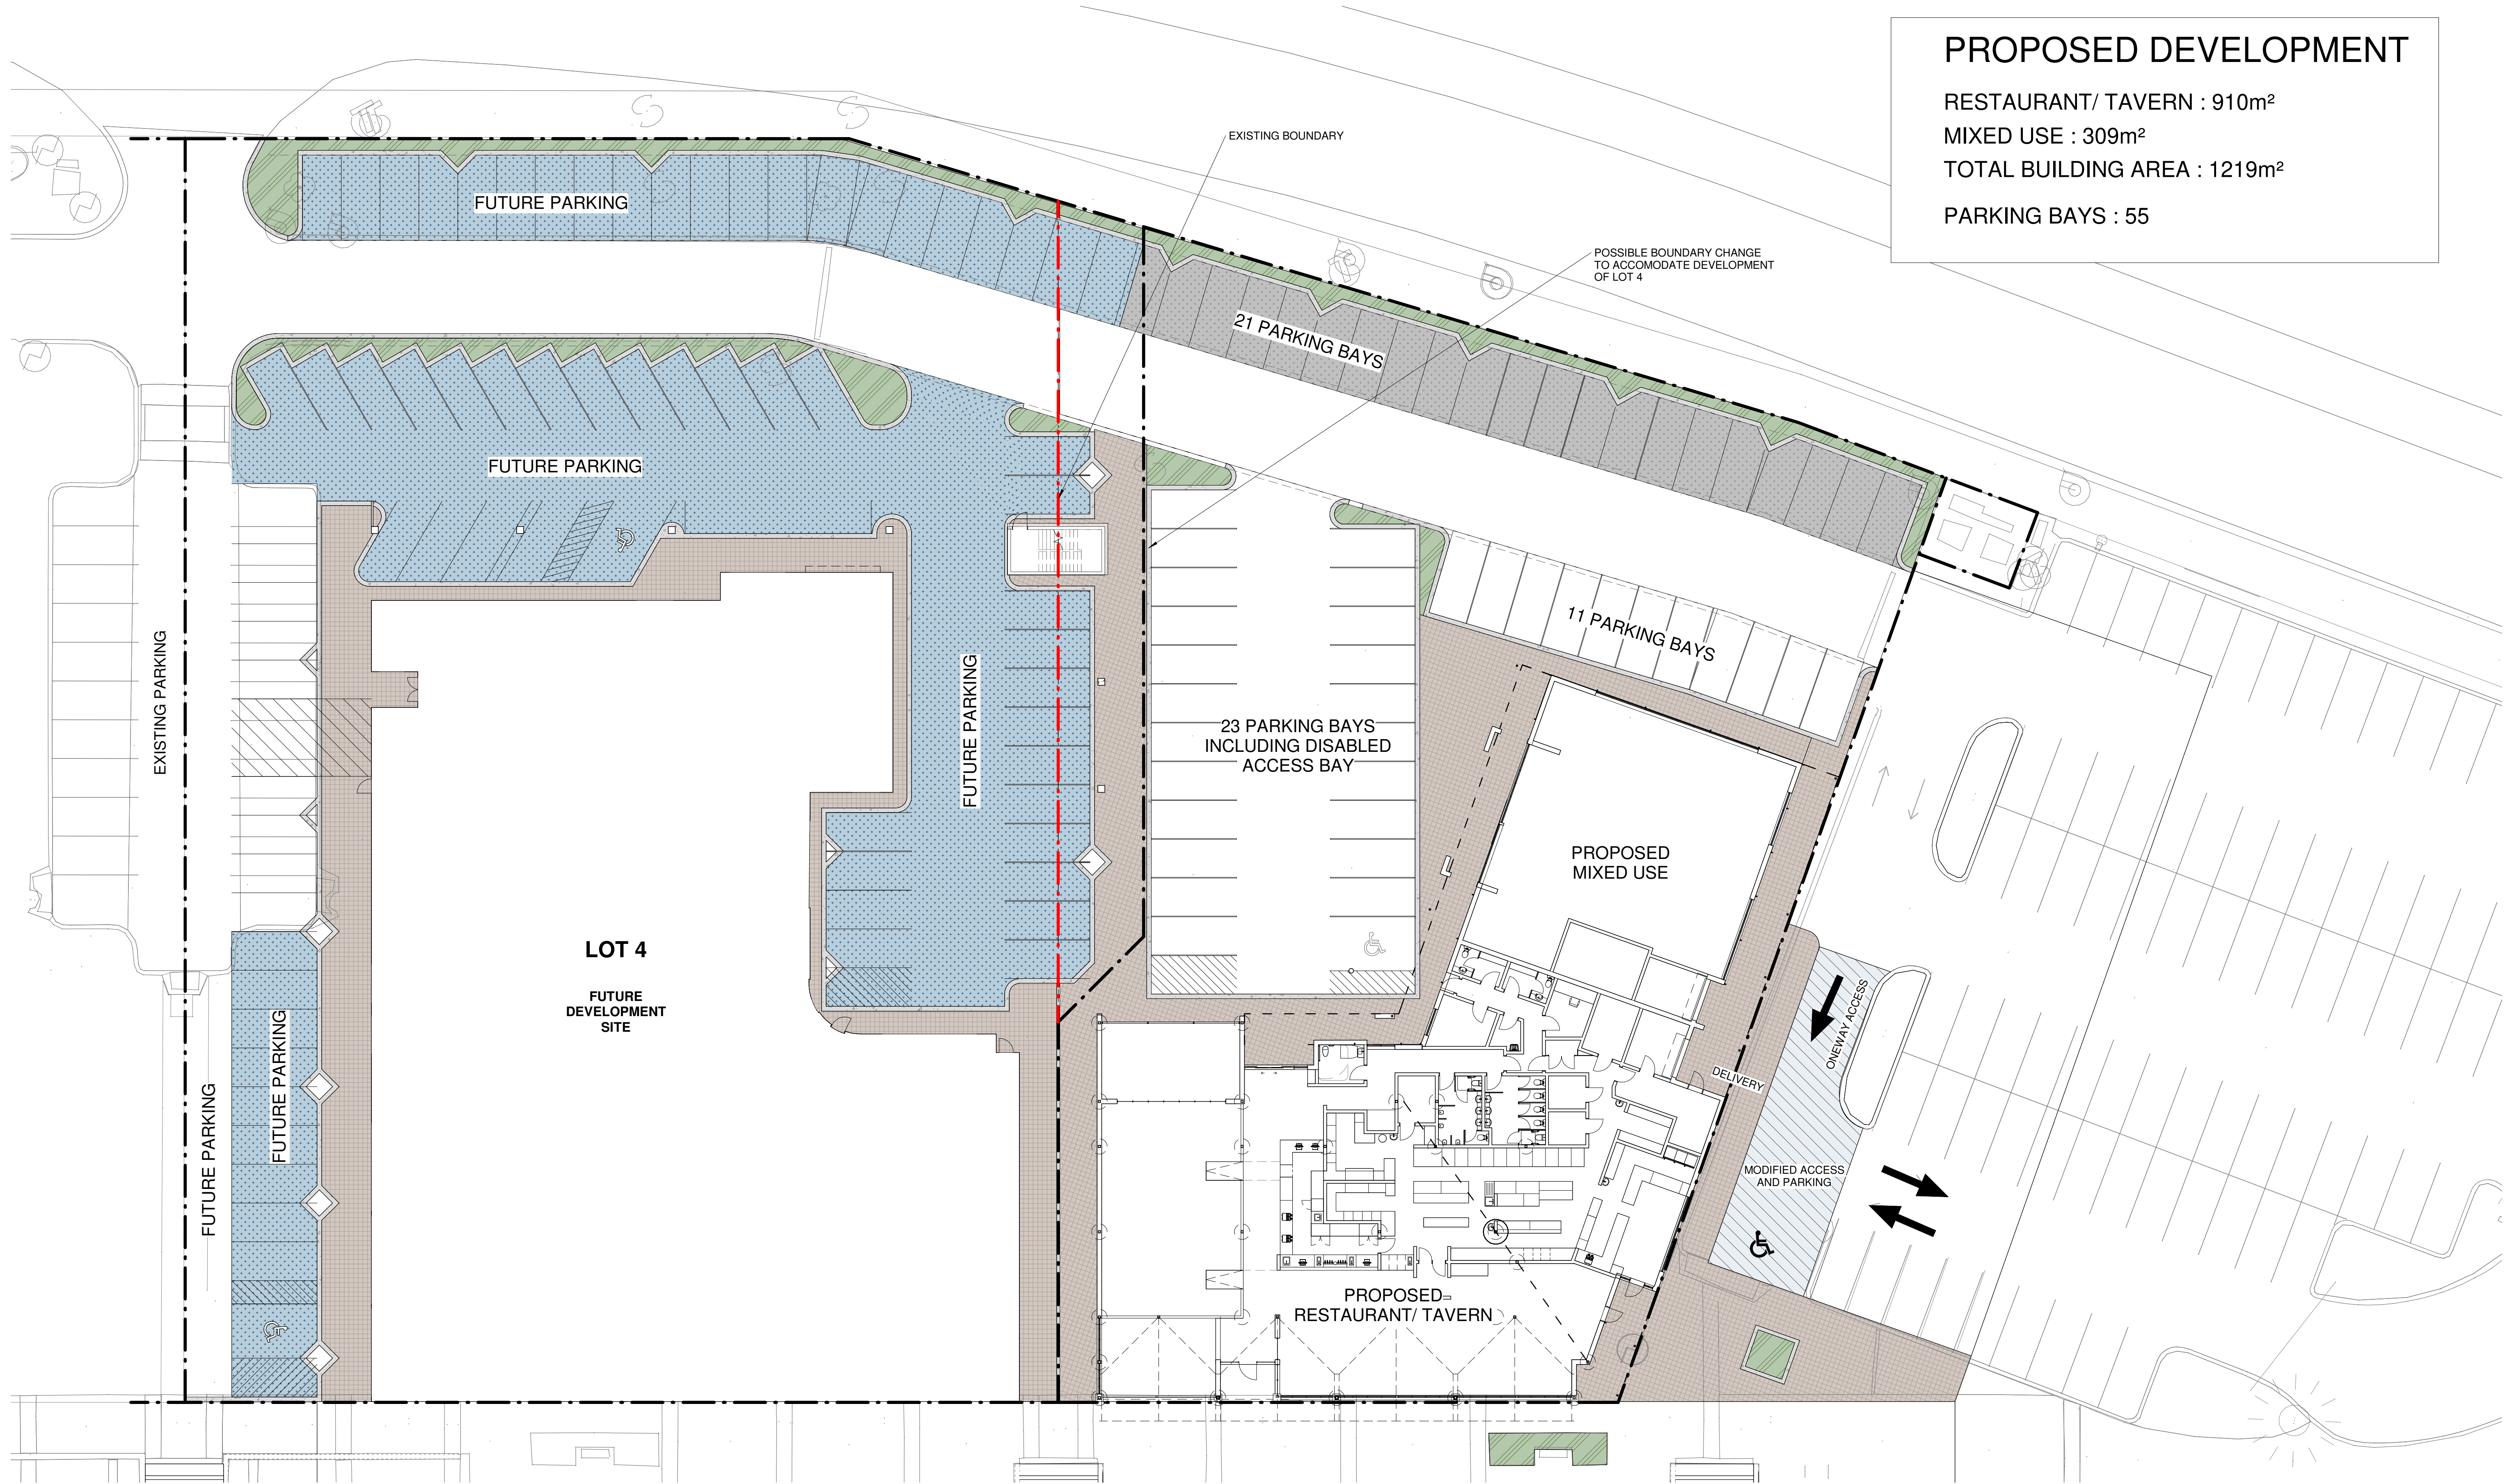 PROPOSED DEVELOPMENT
RESTAURANT/ TAVERN : 910m²
MIXED USE : 309m²
TOTAL BUILDING AREA : 1219m²
PARKING BAYS : 55
EXISTING BOUNDARY
FUTURE PARKING
POSSIBLE BOUNDARY CHANGE
TO ACCOMODATE DEVELOPMENT
OF LOT 4
21 PARKING BAYS
FUTURE PARKING
11 PARKING BAYS
EXISTING PARKING
FUTURE PARKING
23 PARKING BAYS
INCLUDING DISABLED
ACCESS BAY
PROPOSED
MIXED USE
LOT 4
FUTURE
DEVELOPMENT
SITE
ONEWAY ACCESS
DELIVERY
FUTURE PARKING
FUTURE PARKING
MODIFIED ACCESS
AND PARKING
PROPOSED
RESTAURANT/ TAVERN